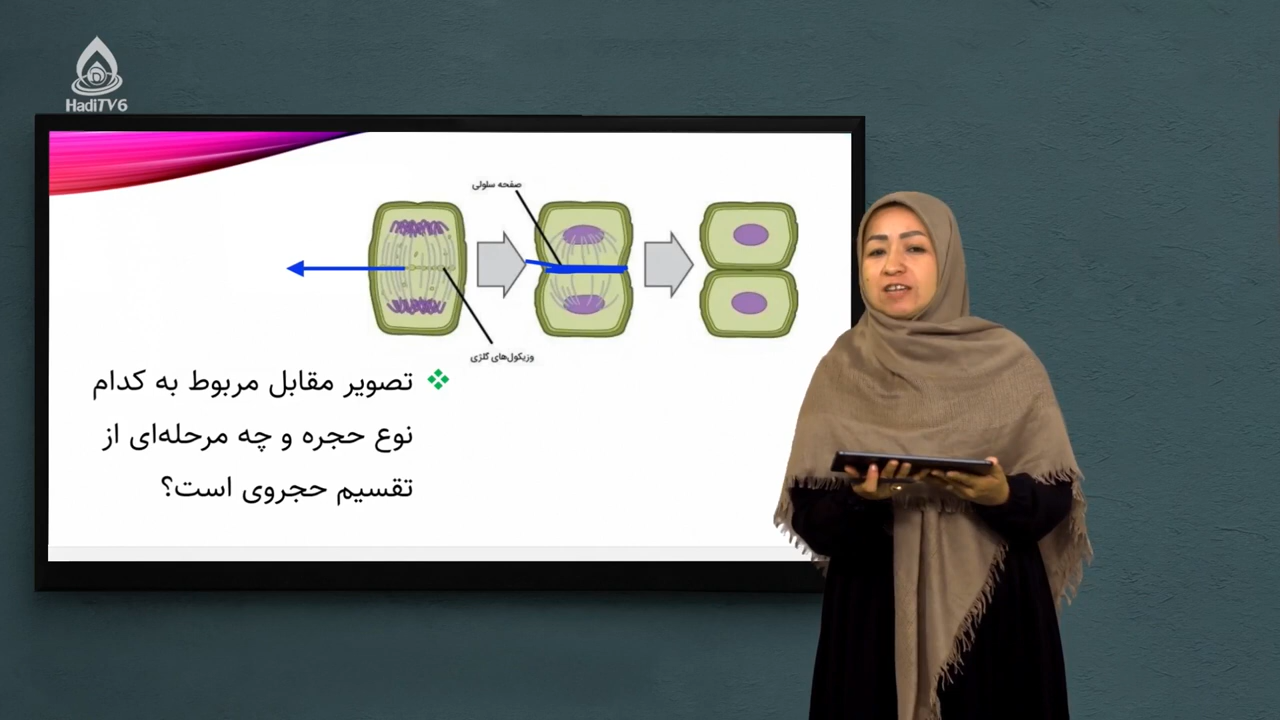 HadiTV6
صفحه سلولی
وزیکول‌های گلژی
تصویر مقابل مربوط به کدام
نوع حجره و چه مرحله‌ای از
تقسیم حجروی است؟